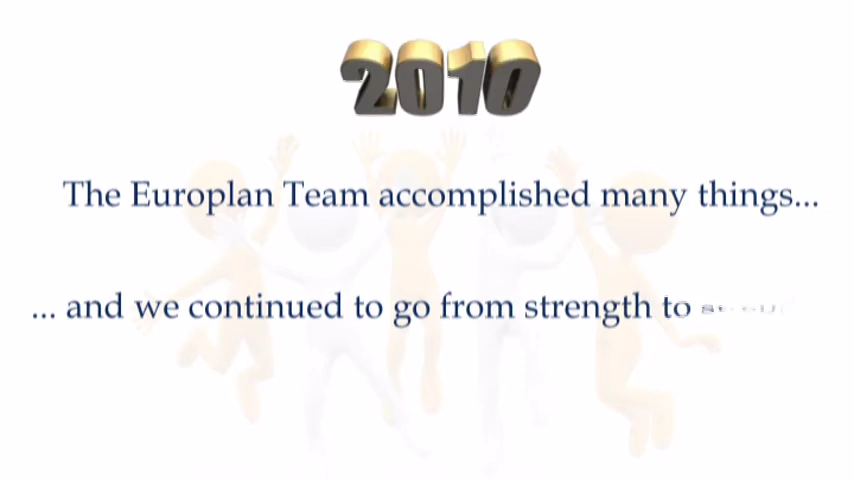 2010
The Europlan Team accomplished many things...
... and we continued to go from strength to